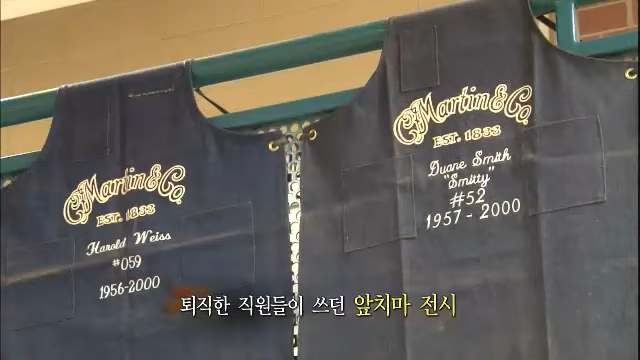 C.F. Martin & Co.
EST. 1833
Harold Weiss
#059
1956-2000
C.F. Martin & Co.
EST. 1833
Duane Smith
"Smitty"
#52
1957 - 2000
퇴직한 직원들이 쓰던 앞치마 전시